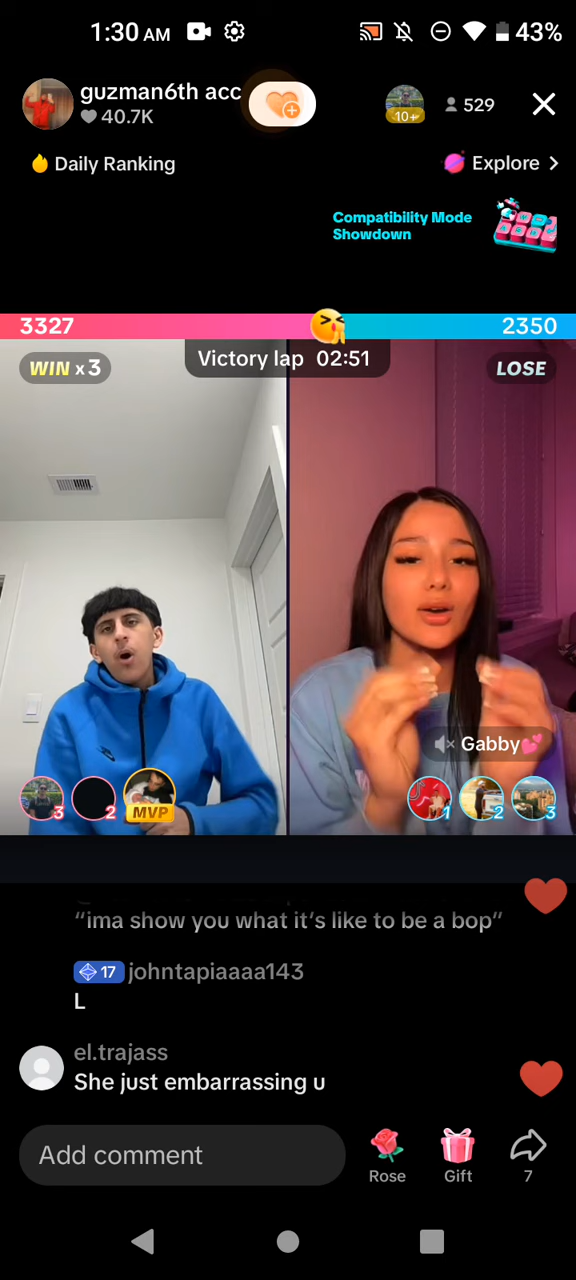 1:30 AM
43%
guzman6th acc
40.7K
10+
529
Daily Ranking
Explore >
Compatibility Mode
Showdown
3327
2350
WIN x3
Victory lap 02:51
LOSE
Gabby💕
3
2
MVP
1
2
3
“ima show you what it's like to be a bop“
17 johntapiaaaa143
L
el.trajass
She just embarrassing u
Add comment
Rose
Gift
7